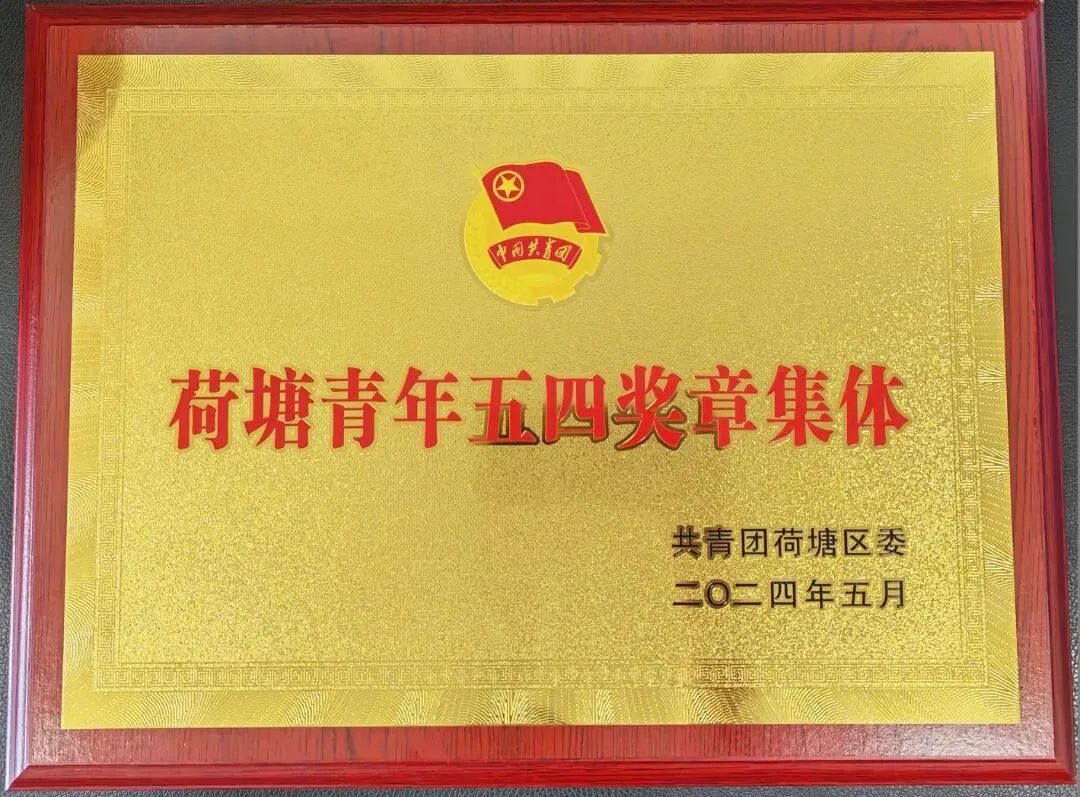 中国共青团
荷塘青年五四奖章集体
共青团荷塘区委
二〇二四年五月